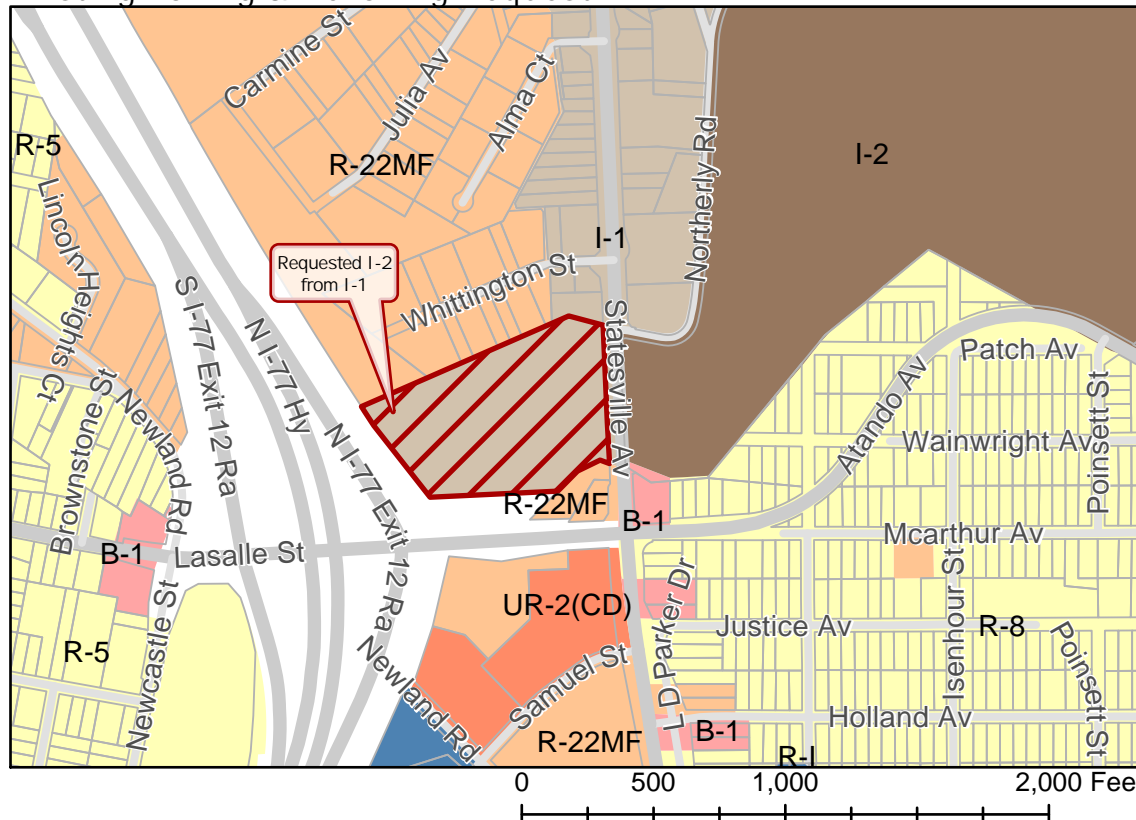 Carmine St
Julia Av
Alma Ct
Northerly Rd
I-2
R-5
R-22MF
Lincoln Heights Ct
I-1
Requested I-2
from I-1
Whittington St
S I-77 Exit 12 Ra
N I-77 Hy
Statesville Av
Patch Av
Poinsett St
Atando Av
Wainwright Av
Brownstone St
Newland Rd
N I-77 Exit 12 Ra
R-22MF
B-1
Mcarthur Av
B-1
Lasalle St
Isenhour St
UR-2(CD)
L D Parker Dr
Justice Av
R-8
R-5
Newcastle St
Newland Rd
Samuel St
Poinsett St
Holland Av
R-22MF
B-1
0 500 1,000 2,000 Fee